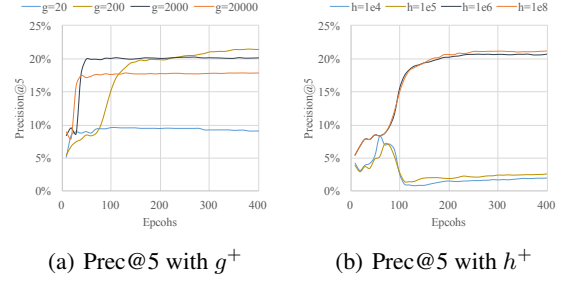 g=20 g=200 g=2000 g=20000
25%
20%
15%
10%
5%
0%
Precision@5
0 100 200 300 400
Epcohs
(a) Prec@5 with g⁺
h=1e4 h=1e5 h=1e6 h=1e8
25%
20%
15%
10%
5%
0%
Precision@5
0 100 200 300 400
Epcohs
(b) Prec@5 with h⁺